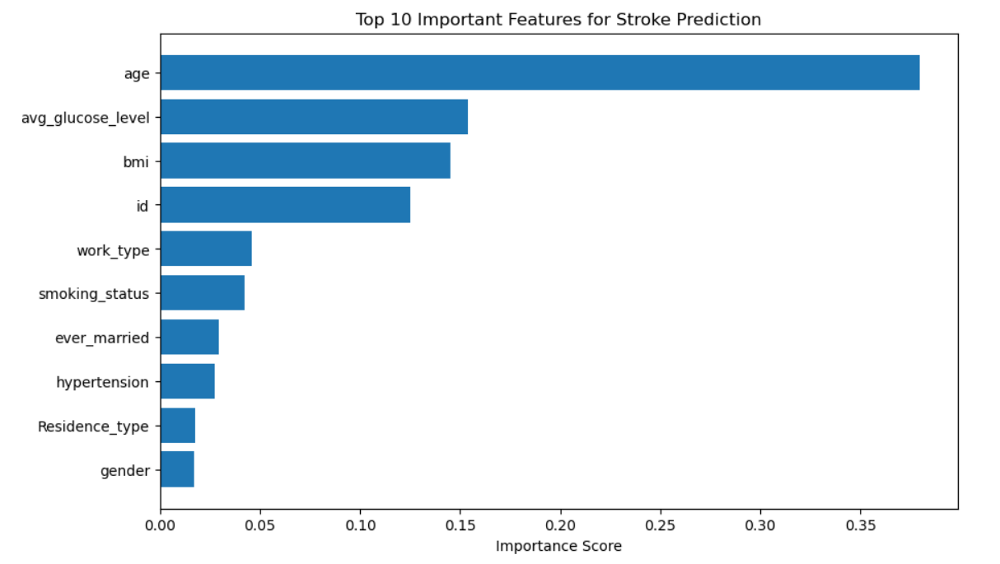 Top 10 Important Features for Stroke Prediction
age
avg_glucose_level
bmi
id
work_type
smoking_status
ever_married
hypertension
Residence_type
gender
0.00 0.05 0.10 0.15 0.20 0.25 0.30 0.35
Importance Score